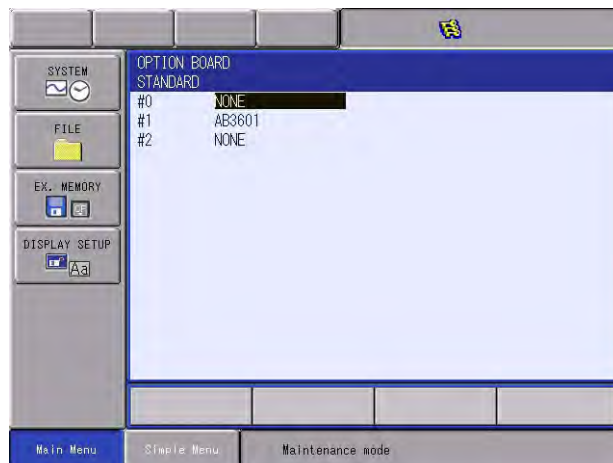 SYSTEM
FILE
EX. MEMORY
DISPLAY SETUP
OPTION BOARD
STANDARD
#0 NONE
#1 AB3601
#2 NONE
Main Menu
Simple Menu
Maintenance mode